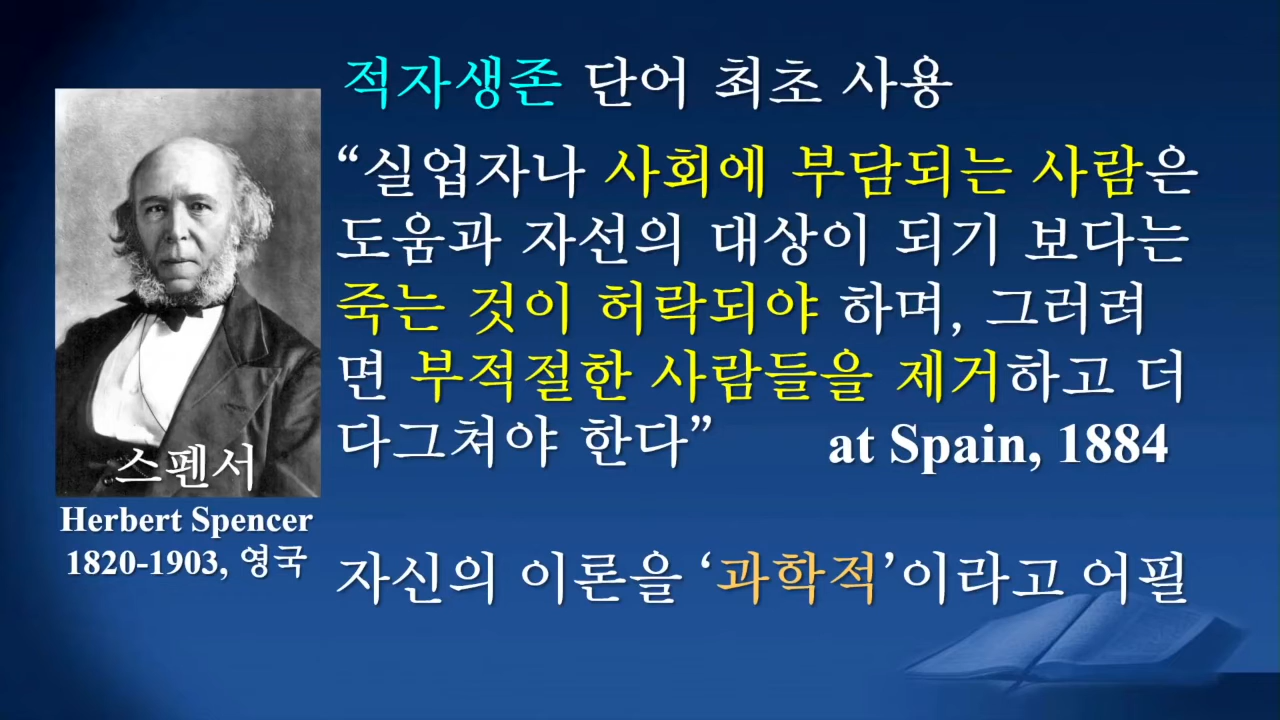 적자생존 단어 최초 사용
“실업자나 사회에 부담되는 사람은
도움과 자선의 대상이 되기 보다는
죽는 것이 허락되야 하며, 그러려
면 부적절한 사람들을 제거하고 더
다그쳐야 한다” at Spain, 1884
스펜서
Herbert Spencer
1820-1903, 영국
자신의 이론을 ‘과학적’이라고 어필